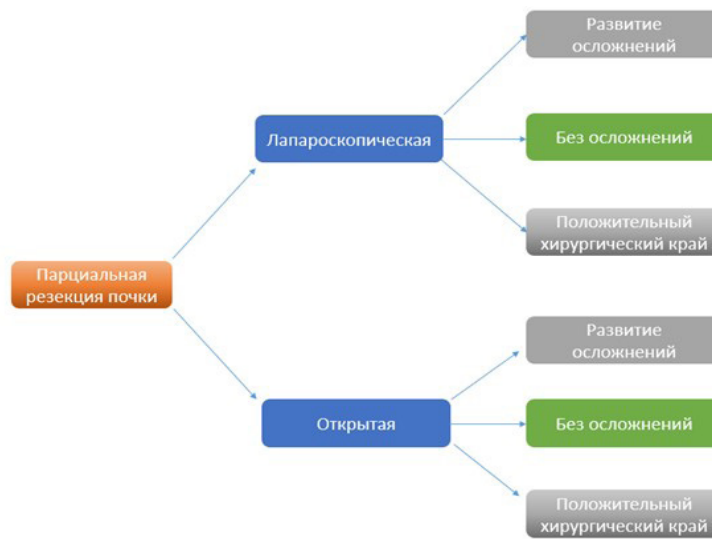 Развитие
осложнений
Лапароскопическая
Без осложнений
Положительный
хирургический край
Парциальная
резекция почки
Развитие
осложнений
Открытая
Без осложнений
Положительный
хирургический край